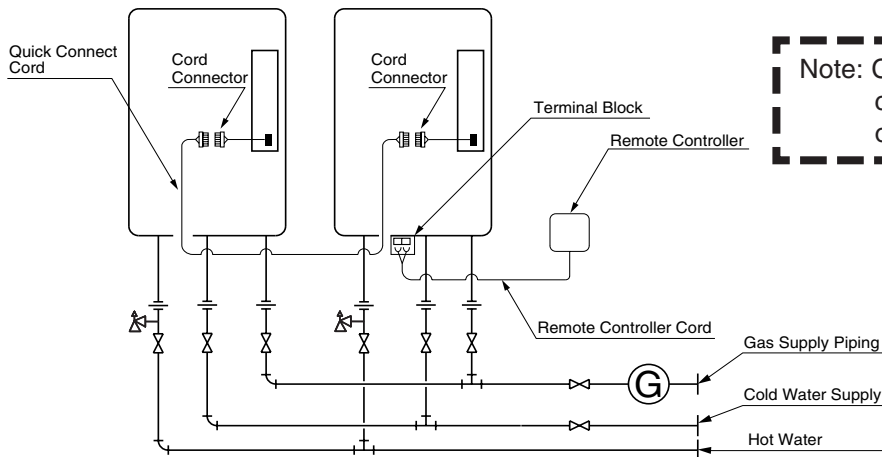 Quick Connect
Cord
Cord
Connector
Cord
Connector
Terminal Block
Remote Controller
Note:
Remote Controller Cord
Gas Supply Piping
G
Cold Water Supply
Hot Water